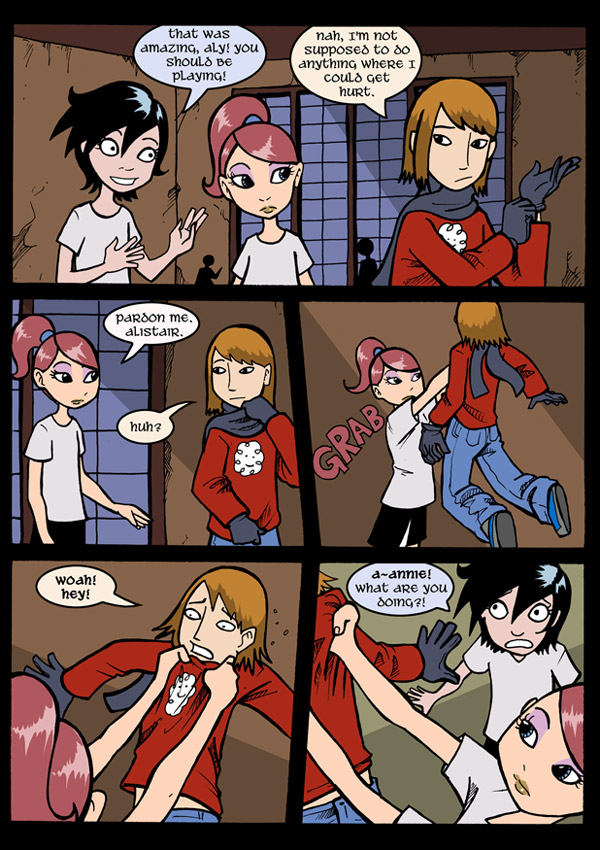 that was
amazing, aly! you
should be
playing!
nah, I'm not
supposed to do
anything where I
could get
hurt.
pardon me,
alistair.
huh?
GRAB
woah!
hey!
a-annie!
what are you
doing?!